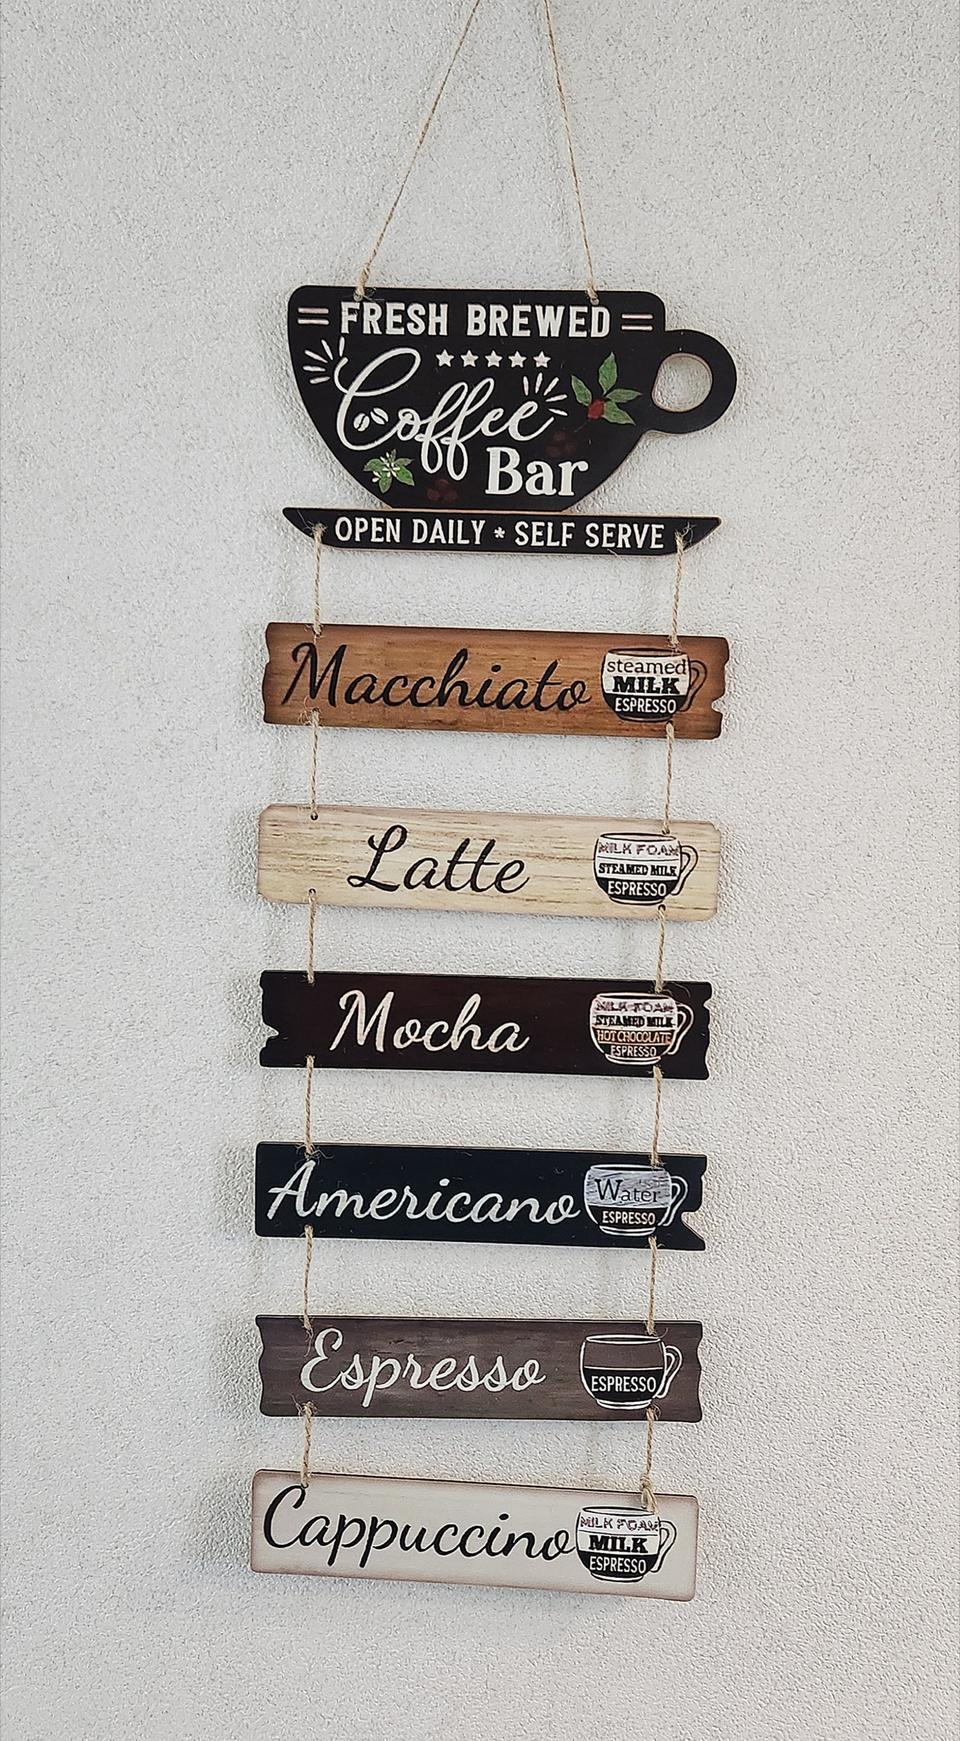 FRESH BREWED
Coffee
Bar
OPEN DAILY * SELF SERVE
Macchiato
steamed
MILK
ESPRESSO
Latte
MILK FOAM
STEAMED MILK
ESPRESSO
Mocha
MILK FOAM
STEAMED MILK
HOT CHOCOLATE
ESPRESSO
Americano
Water
ESPRESSO
Espresso
ESPRESSO
Cappuccino
MILK FOAM
MILK
ESPRESSO